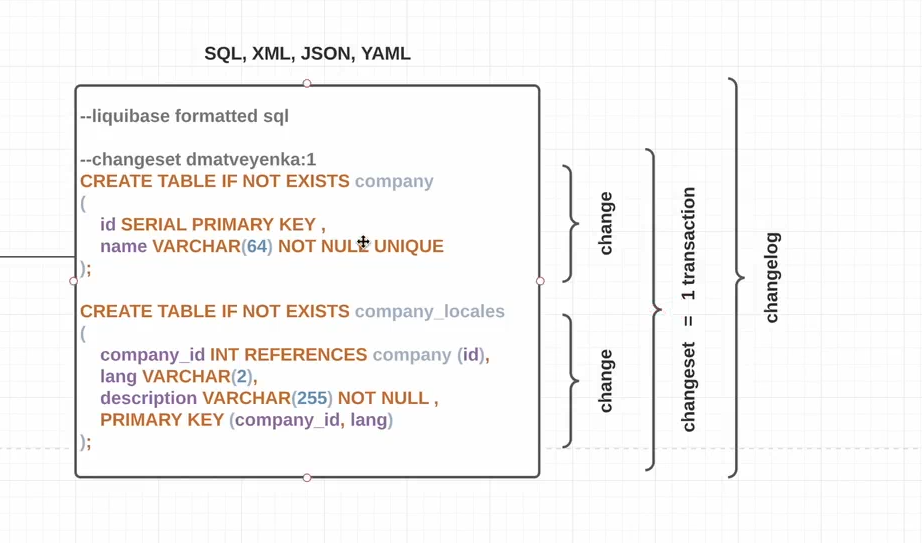 SQL, XML, JSON, YAML
--liquibase formatted sql
--changeset dmatveyenka:1
CREATE TABLE IF NOT EXISTS company
(
id SERIAL PRIMARY KEY ,
name VARCHAR(64) NOT NULL UNIQUE
);
CREATE TABLE IF NOT EXISTS company_locales
(
company_id INT REFERENCES company (id),
lang VARCHAR(2),
description VARCHAR(255) NOT NULL ,
PRIMARY KEY (company_id, lang)
);
change
change
changeset = 1 transaction
changelog